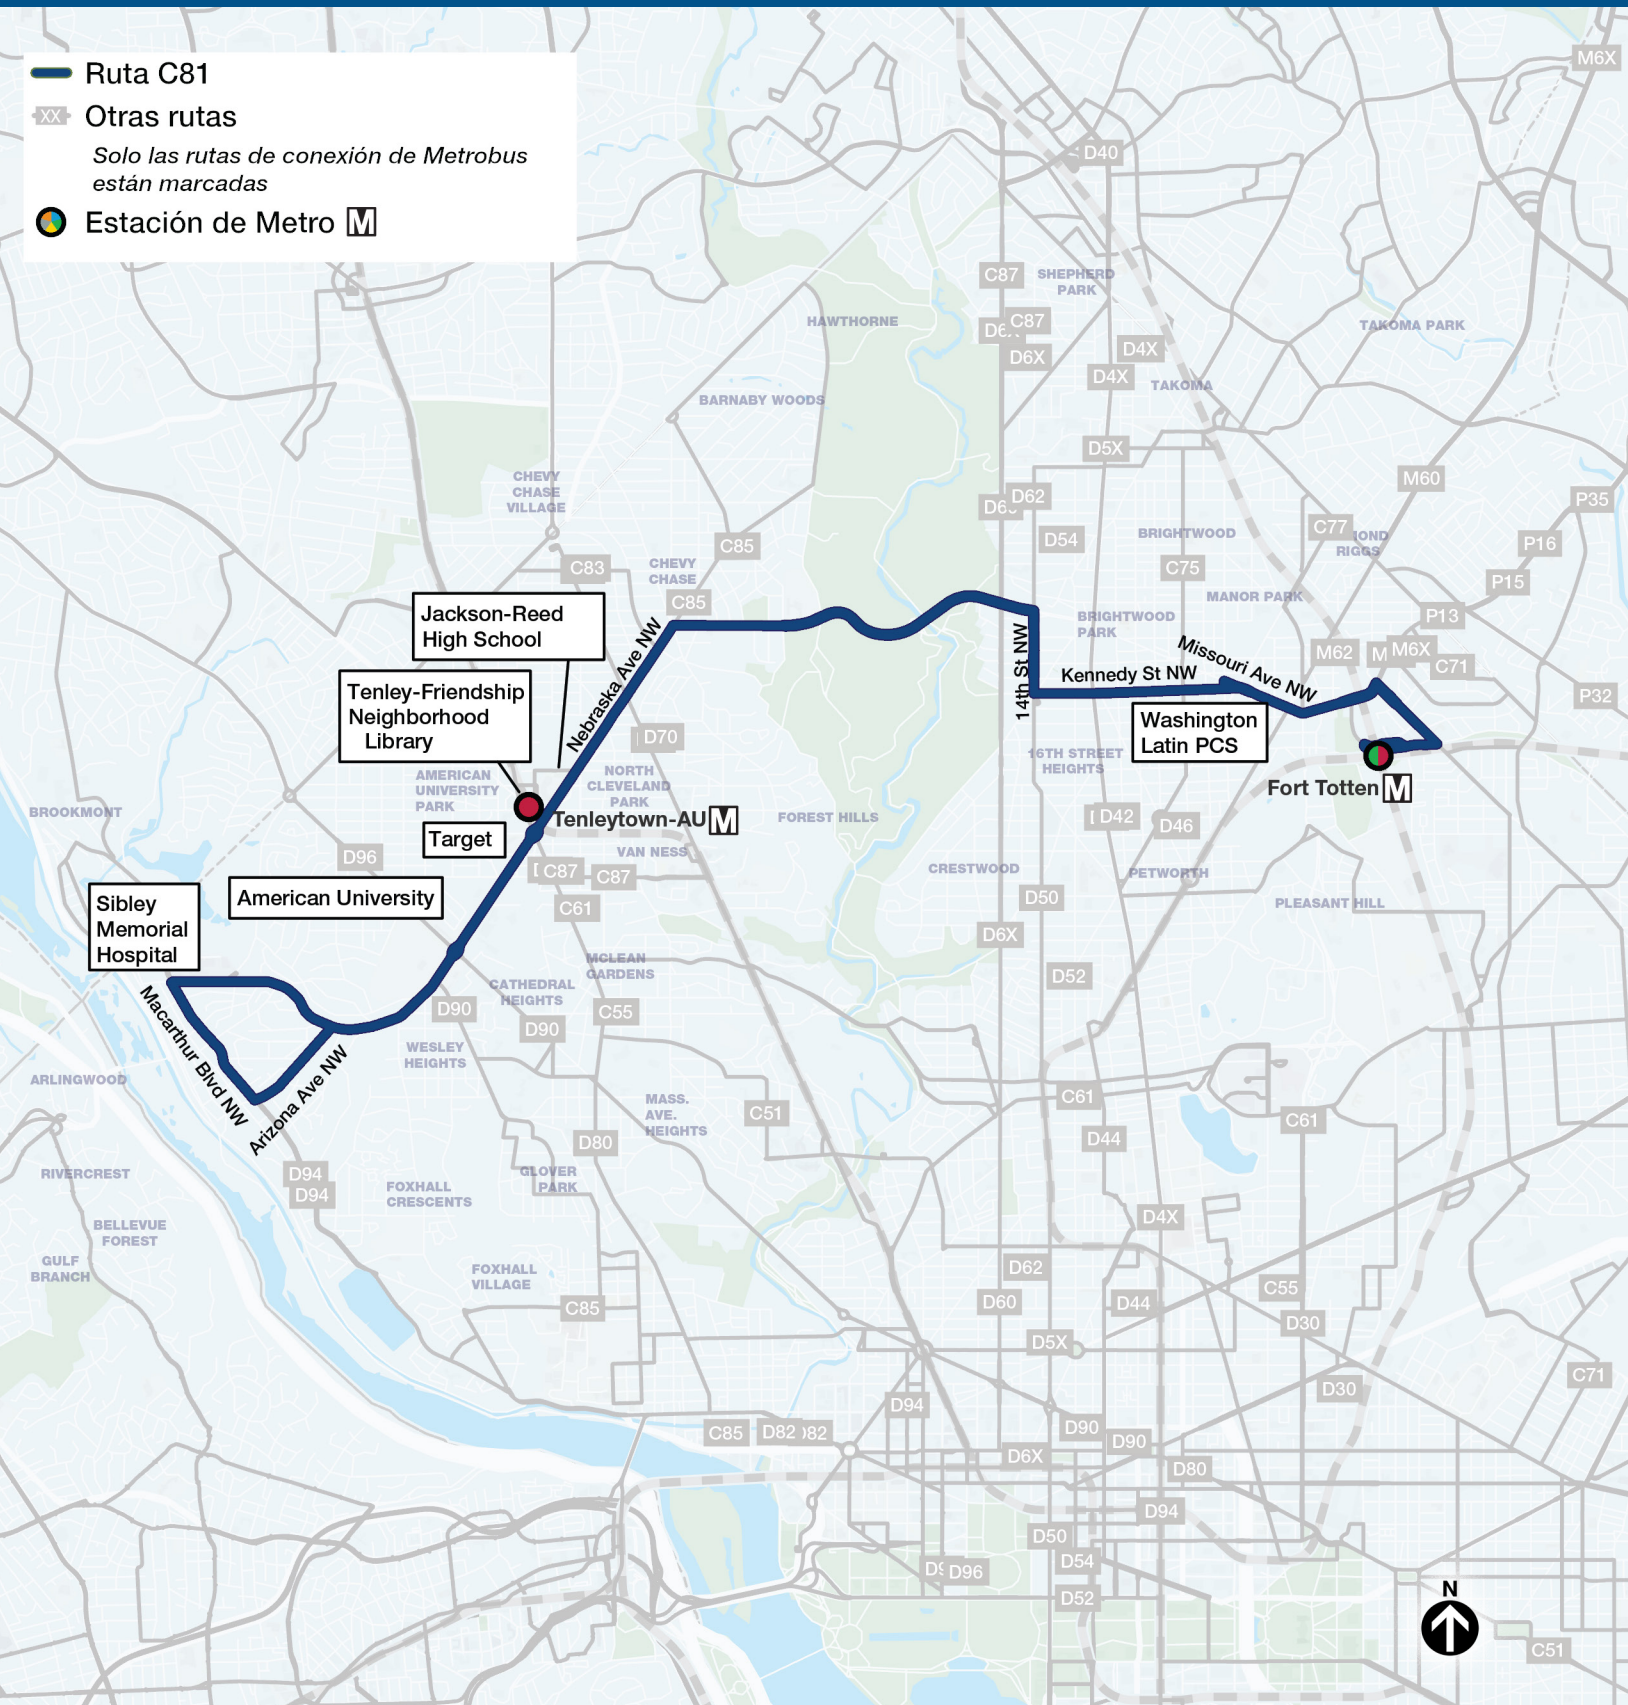 Ruta C81
XX Otras rutas
Solo las rutas de conexión de Metrobus
están marcadas
Estación de Metro M
M6X
D40
C87
SHEPHERD
PARK
C87
D6X
HAWTHORNE
TAKOMA PARK
D4X
D4X
TAKOMA
BARNABY WOODS
D5X
M60
CHEVY
CHASE
VILLAGE
D62
P35
C77
BRIGHTWOOD
D54
RIGGS
P16
C85
C83
CHEVY
CHASE
C75
P15
C85
MANOR PARK
P13
BRIGHTWOOD
PARK
Jackson-Reed
High School
Nebraska Ave NW
14th St NW
Kennedy St NW
Missouri Ave NW
M62
M6X
C71
P32
Tenley-Friendship
Neighborhood
Library
Washington
Latin PCS
D70
16TH STREET
HEIGHTS
Fort Totten M
AMERICAN
UNIVERSITY
PARK
NORTH
CLEVELAND
PARK
BROOKMONT
Tenleytown-AU M
FOREST HILLS
D42
D46
Target
VAN NESS
D96
C87
C87
CRESTWOOD
PETWORTH
American University
C61
D50
PLEASANT HILL
Sibley
Memorial
Hospital
D6X
MCLEAN
GARDENS
D52
CATHEDRAL
HEIGHTS
D90
C55
D90
Macarthur Blvd NW
Arizona Ave NW
WESLEY
HEIGHTS
ARLINGWOOD
MASS.
AVE.
HEIGHTS
C51
C61
C61
D44
D80
RIVERCREST
D94
D94
FOXHALL
CRESCENTS
GLOVER
PARK
D4X
BELLEVUE
FOREST
GULF
BRANCH
FOXHALL
VILLAGE
D62
C55
C85
D60
D44
D30
D5X
C71
D30
D94
C85
D82
D90
D90
D6X
D80
D94
D50
D54
D96
D52
N
C51